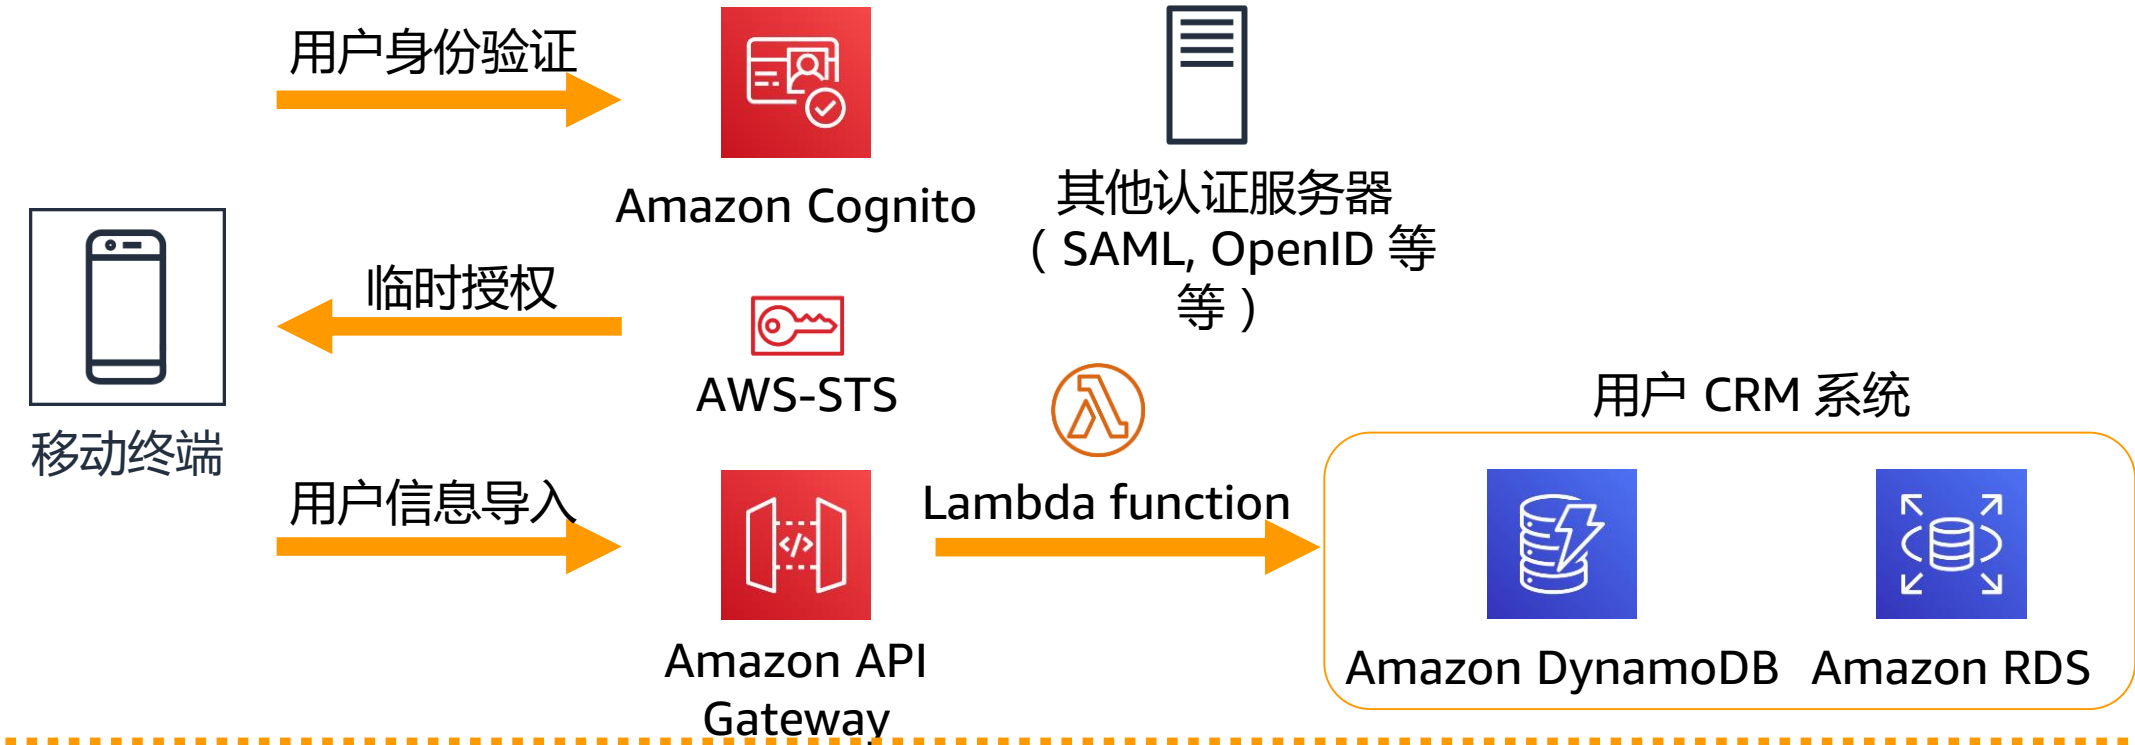 用户身份验证
Amazon Cognito
其他认证服务器
（SAML, OpenID 等
等）
临时授权
AWS-STS
移动终端
用户信息导入
Amazon API
Gateway
Lambda function
用户 CRM 系统
Amazon DynamoDB
Amazon RDS